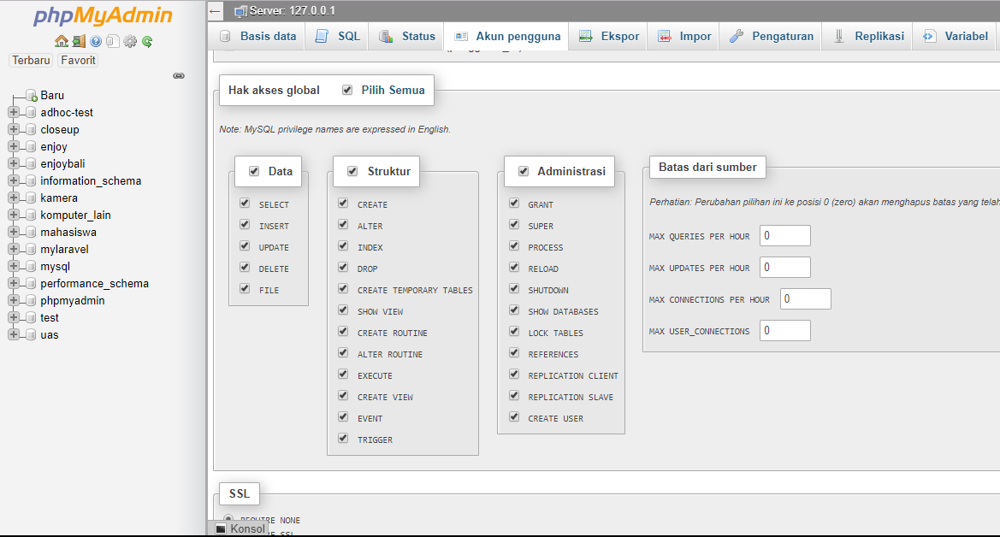 phpMyAdmin
Terbaru Favorit
Baru
adhoc-test
closeup
enjoy
enjoybali
information_schema
kamera
komputer_lain
mahasiswa
mylaravel
mysql
performance_schema
phpmyadmin
test
uas
Server: 127.0.0.1
Basis data SQL Status Akun pengguna Ekspor Impor Pengaturan Replikasi Variabel
Hak akses global Pilih Semua
Note: MySQL privilege names are expressed in English.
Data
SELECT
INSERT
UPDATE
DELETE
FILE
Struktur
CREATE
ALTER
INDEX
DROP
CREATE TEMPORARY TABLES
SHOW VIEW
CREATE ROUTINE
ALTER ROUTINE
EXECUTE
CREATE VIEW
EVENT
TRIGGER
Administrasi
GRANT
SUPER
PROCESS
RELOAD
SHUTDOWN
SHOW DATABASES
LOCK TABLES
REFERENCES
REPLICATION CLIENT
REPLICATION SLAVE
CREATE USER
Batas dari sumber
Perhatian: Perubahan pilihan ini ke posisi 0 (zero) akan menghapus batas yang telah
MAX QUERIES PER HOUR 0
MAX UPDATES PER HOUR 0
MAX CONNECTIONS PER HOUR 0
MAX USER_CONNECTIONS 0
SSL
REQUIRE NONE
SSL
Konsol